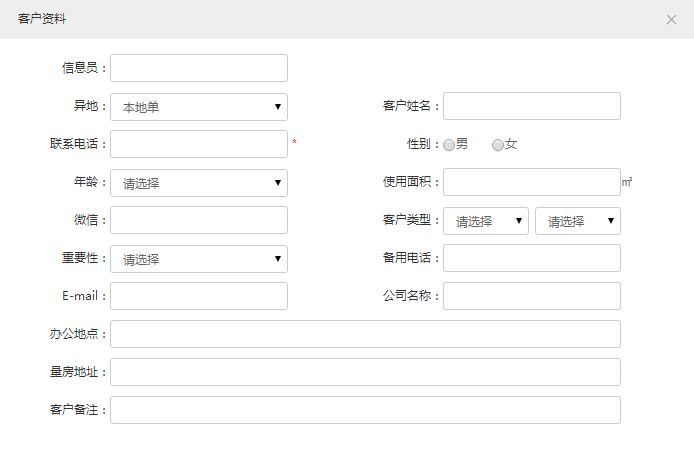 客户资料
信息员：
异地： 本地单 客户姓名：
联系电话： * 性别： 男 女
年龄： 请选择 使用面积： ㎡
微信： 客户类型： 请选择 请选择
重要性： 请选择 备用电话：
E-mail： 公司名称：
办公地点：
量房地址：
客户备注：